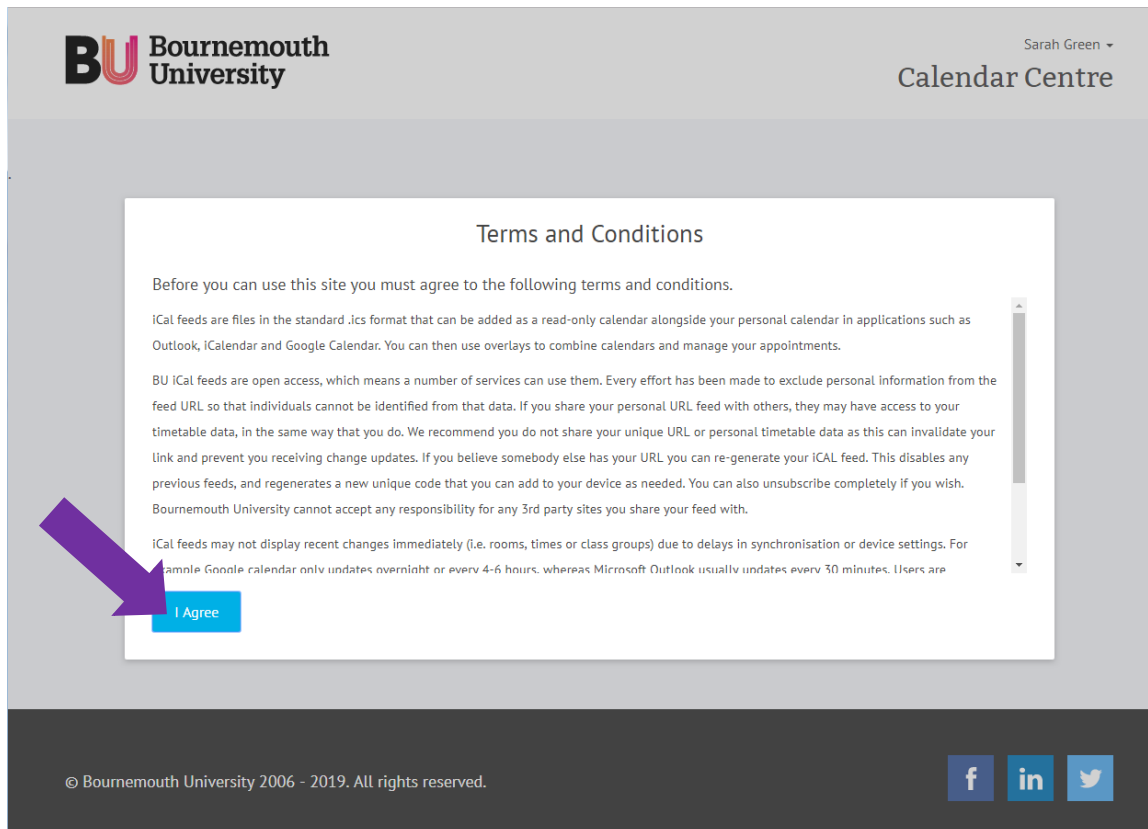 BU Bournemouth
University
Sarah Green
Calendar Centre
.
Terms and Conditions
Before you can use this site you must agree to the following terms and conditions.
iCal feeds are files in the standard .ics format that can be added as a read-only calendar alongside your personal calendar in applications such as
Outlook, iCalendar and Google Calendar. You can then use overlays to combine calendars and manage your appointments.
BU iCal feeds are open access, which means a number of services can use them. Every effort has been made to exclude personal information from the
feed URL so that individuals cannot be identified from that data. If you share your personal URL feed with others, they may have access to your
timetable data, in the same way that you do. We recommend you do not share your unique URL or personal timetable data as this can invalidate your
link and prevent you receiving change updates. If you believe somebody else has your URL you can re-generate your iCAL feed. This disables any
previous feeds, and regenerates a new unique code that you can add to your device as needed. You can also unsubscribe completely if you wish.
Bournemouth University cannot accept any responsibility for any 3rd party sites you share your feed with.
iCal feeds may not display recent changes immediately (i.e. rooms, times or class groups) due to delays in synchronisation or device settings. For
example Google calendar only updates overnight or every 4-6 hours, whereas Microsoft Outlook usually updates every 30 minutes. Users are
I Agree
© Bournemouth University 2006 - 2019. All rights reserved.
f in